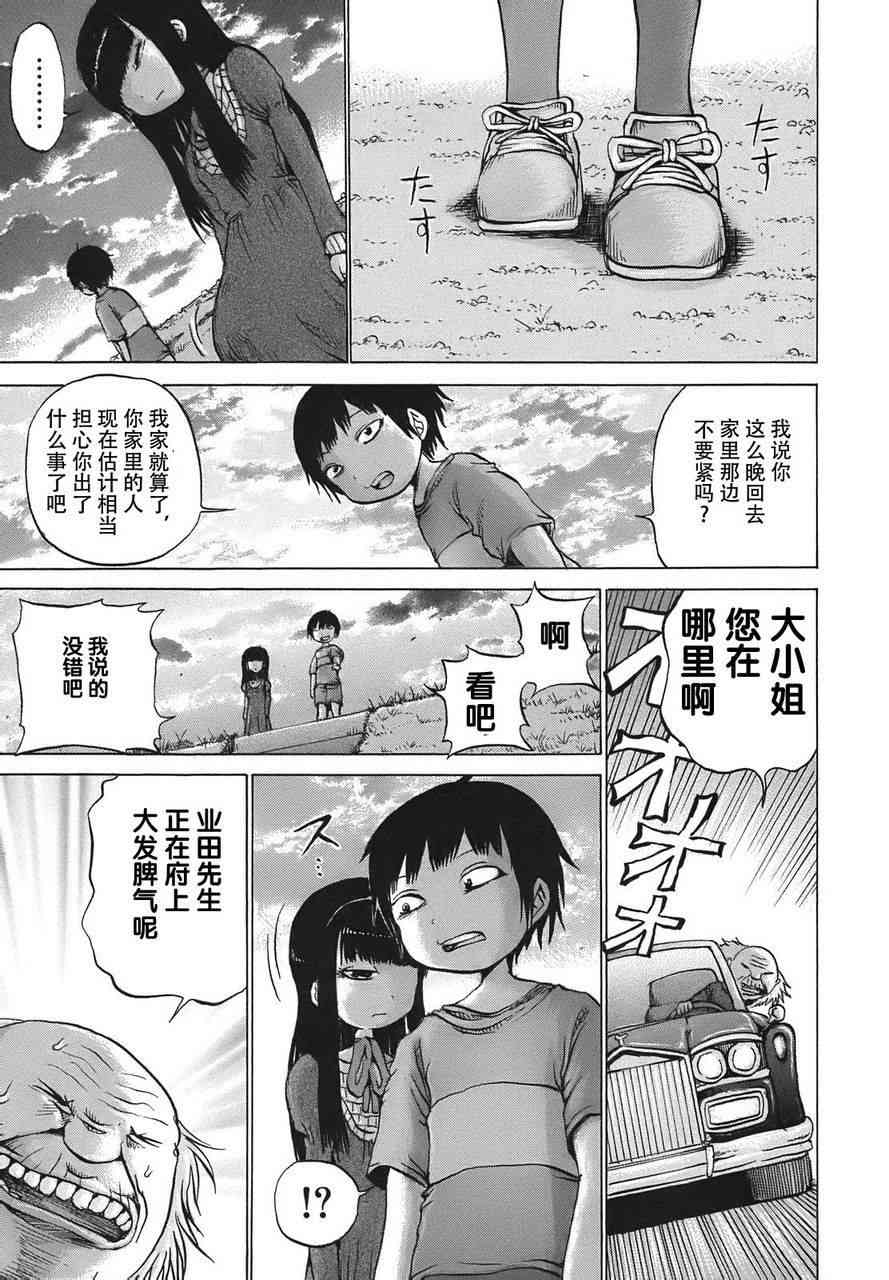 たす
たす
………
我说你
这么晚回去
家里那边
不要紧吗？
我家就算了，
你家里的人
现在估计相当
担心你出了
什么事了吧
大小姐
您在
哪里啊
オオオオ
啊
看吧
我说的
没错吧
ス
!?
业田先生
正在府上
大发脾气呢